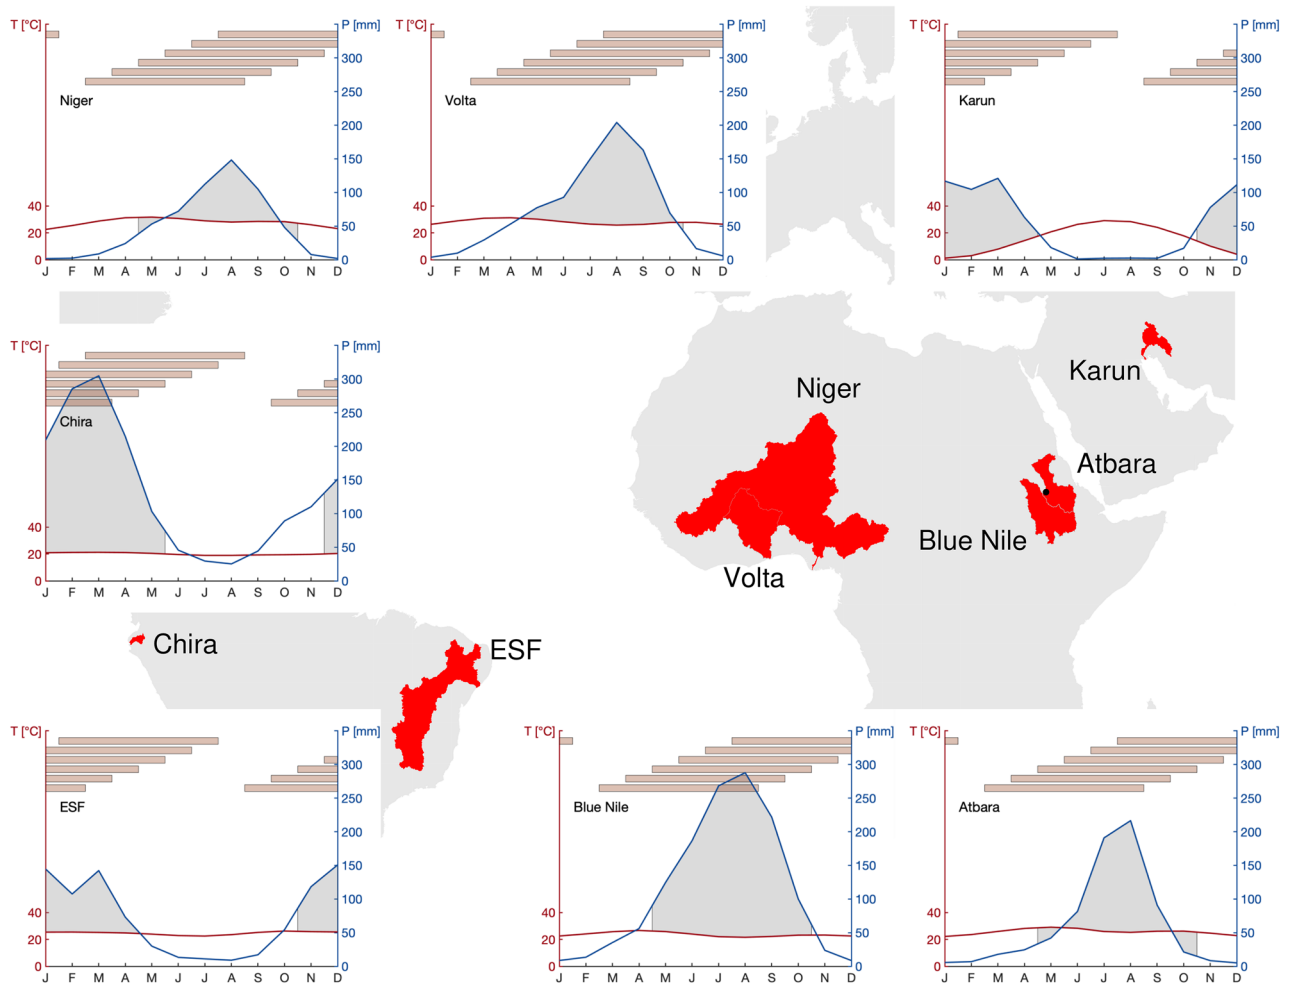 T [°C] P [mm] T [°C] P [mm] T [°C] P [mm]
300 300 300
250 250 250
Niger Volta Karun
200 200 200
150 150 150
40 100 40 100 40 100
20 50 20 50 20 50
0 0 0 0 0 0
J F M A M J J A S O N D J F M A M J J A S O N D J F M A M J J A S O N D
T [°C] P [mm]
300
250
Chira
200
150
40 100
20 50
0 0
J F M A M J J A S O N D
Karun
Niger
Atbara
Blue Nile
Volta
Chira
ESF
T [°C] P [mm] T [°C] P [mm] T [°C] P [mm]
300 300 300
250 250 250
ESF Blue Nile Atbara
200 200 200
150 150 150
40 100 40 100 40 100
20 50 20 50 20 50
0 0 0 0 0 0
J F M A M J J A S O N D J F M A M J J A S O N D J F M A M J J A S O N D